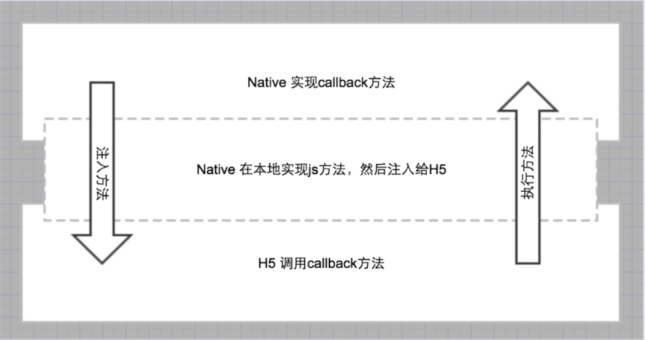 Native 实现callback方法
注入方法
Native 在本地实现js方法，然后注入给H5
执行方法
H5 调用callback方法